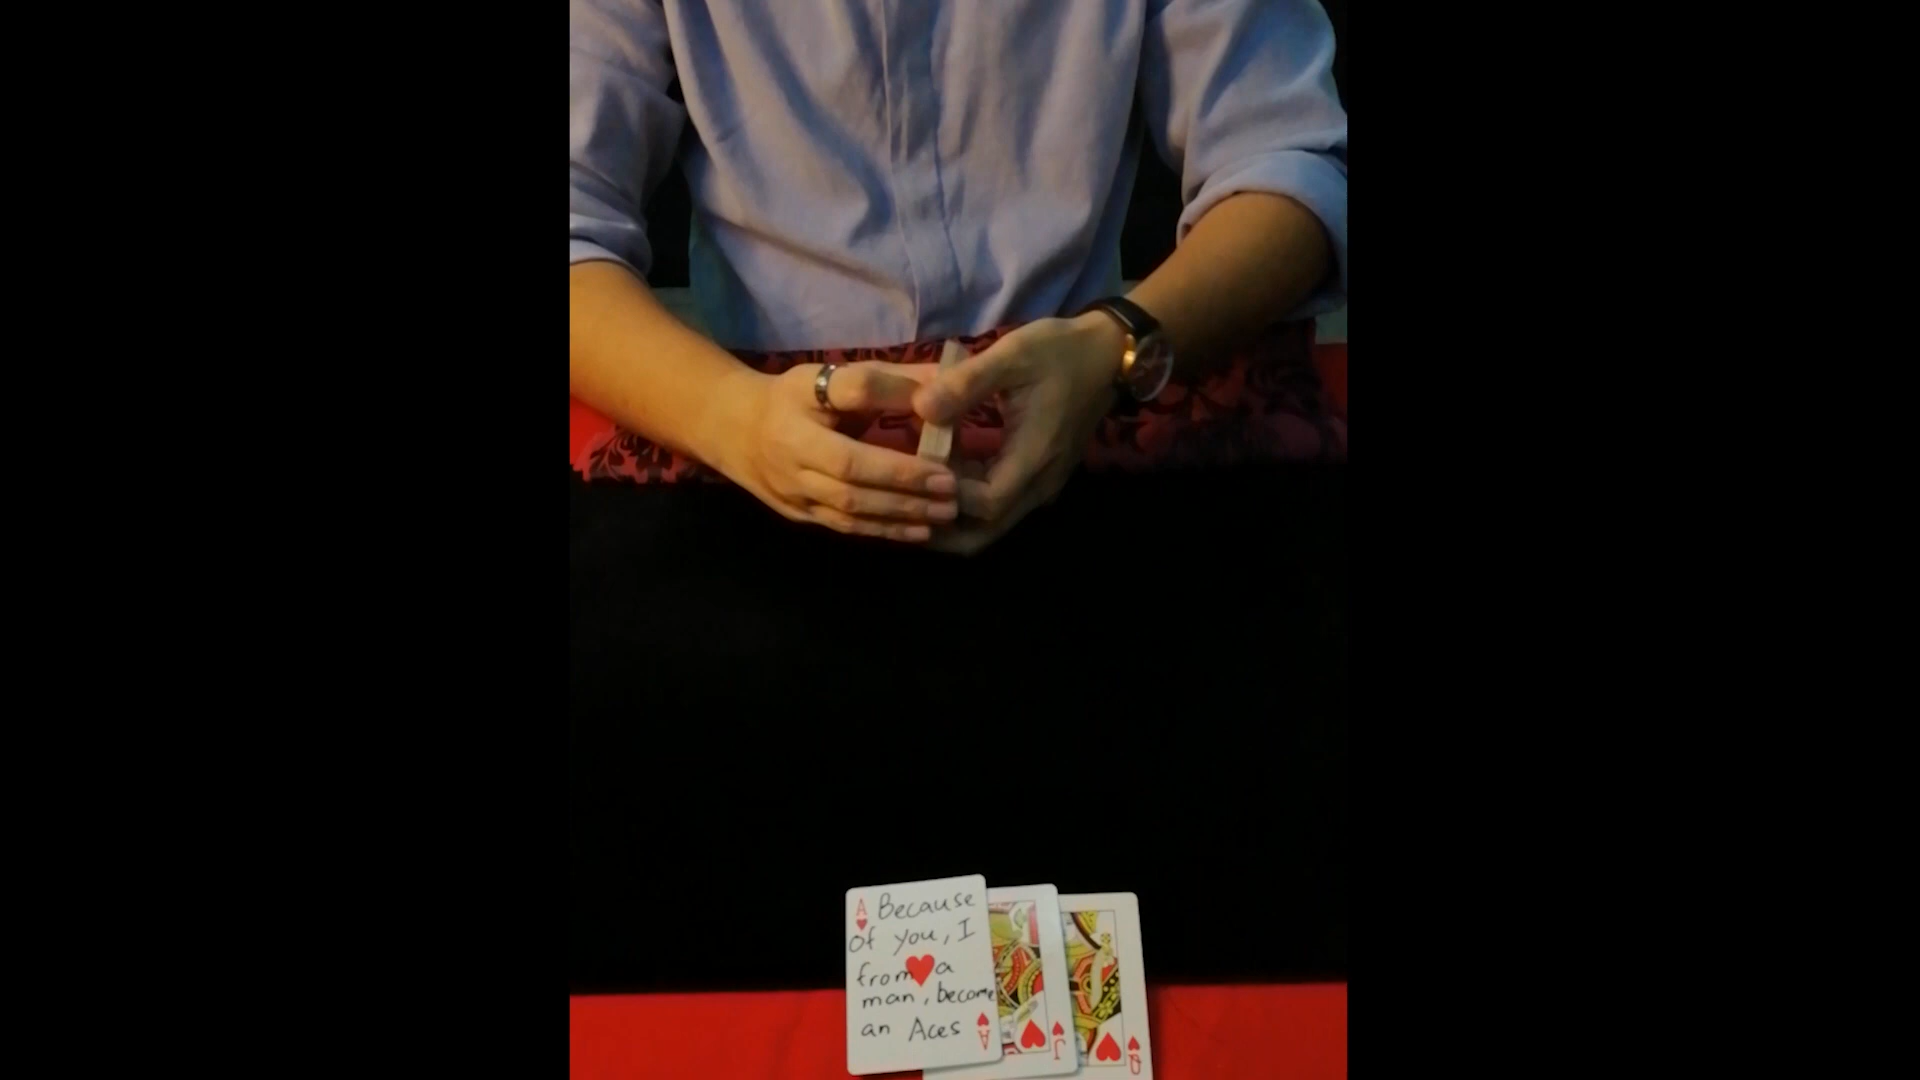 A Because
of you, I
from a
man, become
an Aces
A
J
Q